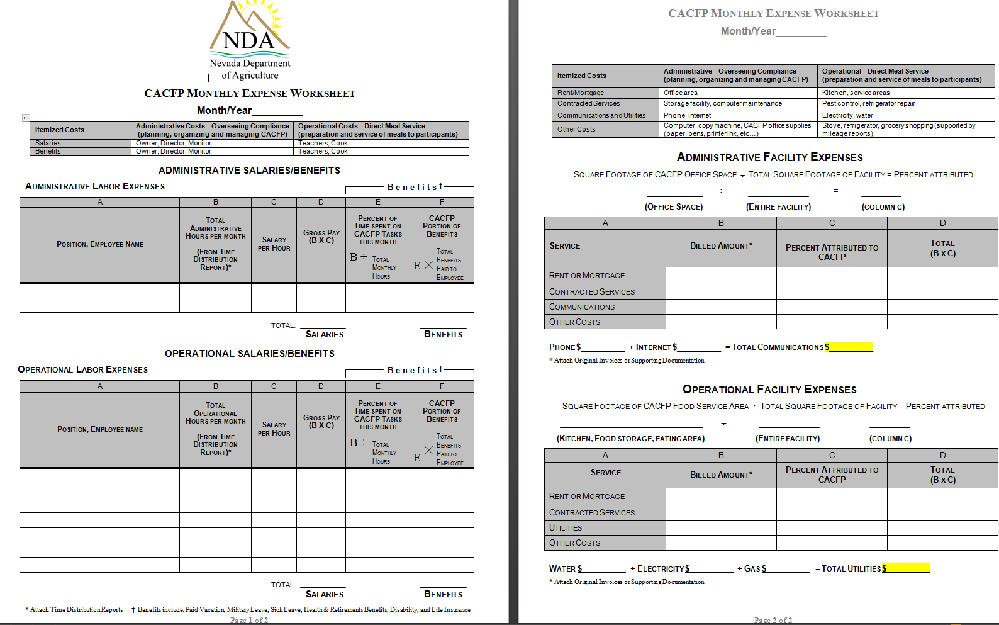 NDA
Nevada Department
of Agriculture
CACFP MONTHLY EXPENSE WORKSHEET
Month/Year_________
Itemized Costs
Administrative Costs – Overseeing Compliance
(planning, organizing and managing CACFP)
Operational Costs – Direct Meal Service
(preparation and service of meals to participants)
Salaries
Owner, Director, Monitor
Teachers, Cook
Benefits
Owner, Director, Monitor
Teachers, Cook
ADMINISTRATIVE SALARIES/BENEFITS
ADMINISTRATIVE LABOR EXPENSES
Benefits†
A B C D E F
POSITION, EMPLOYEE NAME
TOTAL
ADMINISTRATIVE
HOURS PER MONTH
(FROM TIME
DISTRIBUTION
REPORT)*
SALARY
PER HOUR
GROSS PAY
(B X C)
PERCENT OF
TIME SPENT ON
CACFP TASKS
THIS MONTH
B ÷ TOTAL
MONTHLY
HOURS
CACFP
PORTION OF
BENEFITS
E × TOTAL
BENEFITS
PAID TO
EMPLOYEE
TOTAL: ________ ________
SALARIES BENEFITS
OPERATIONAL SALARIES/BENEFITS
OPERATIONAL LABOR EXPENSES
Benefits†
A B C D E F
POSITION, EMPLOYEE NAME
TOTAL
OPERATIONAL
HOURS PER MONTH
(FROM TIME
DISTRIBUTION
REPORT)*
SALARY
PER HOUR
GROSS PAY
(B X C)
PERCENT OF
TIME SPENT ON
CACFP TASKS
THIS MONTH
B ÷ TOTAL
MONTHLY
HOURS
CACFP
PORTION OF
BENEFITS
E × TOTAL
BENEFITS
PAID TO
EMPLOYEE
TOTAL: ________ ________
SALARIES BENEFITS
* Attach Time Distribution Reports † Benefits include: Paid Vacation, Military Leave, Sick Leave, Health & Retirements Benefits, Disability, and Life Insurance
Page 1 of 2
CACFP MONTHLY EXPENSE WORKSHEET
Month/Year_________
Itemized Costs
Administrative – Overseeing Compliance
(planning, organizing and managing CACFP)
Operational – Direct Meal Service
(preparation and service of meals to participants)
Rent/Mortgage
Office area
Kitchen, service areas
Contracted Services
Storage facility, computer maintenance
Pest control, refrigerator repair
Communications and Utilities
Phone, internet
Electricity, water
Other Costs
Computer, copy machine, CACFP office supplies
(paper, pens, printer ink, etc…)
Stove, refrigerator, grocery shopping (supported by
mileage reports)
ADMINISTRATIVE FACILITY EXPENSES
SQUARE FOOTAGE OF CACFP OFFICE SPACE ÷ TOTAL SQUARE FOOTAGE OF FACILITY = PERCENT ATTRIBUTED
________ ÷ ________ = ________
(OFFICE SPACE) (ENTIRE FACILITY) (COLUMN C)
A B C D
SERVICE
BILLED AMOUNT*
PERCENT ATTRIBUTED TO
CACFP
TOTAL
(B X C)
RENT OR MORTGAGE
CONTRACTED SERVICES
COMMUNICATIONS
OTHER COSTS
PHONE $_________ + INTERNET $_________ = TOTAL COMMUNICATIONS $_________
* Attach Original Invoices or Supporting Documentation
OPERATIONAL FACILITY EXPENSES
SQUARE FOOTAGE OF CACFP FOOD SERVICE AREA ÷ TOTAL SQUARE FOOTAGE OF FACILITY = PERCENT ATTRIBUTED
________ ÷ ________ = ________
(KITCHEN, FOOD STORAGE, EATING AREA) (ENTIRE FACILITY) (COLUMN C)
A B C D
SERVICE
BILLED AMOUNT*
PERCENT ATTRIBUTED TO
CACFP
TOTAL
(B X C)
RENT OR MORTGAGE
CONTRACTED SERVICES
UTILITIES
OTHER COSTS
WATER $_________ + ELECTRICITY $_________ + GAS $_________ = TOTAL UTILITIES $_________
* Attach Original Invoices or Supporting Documentation
Page 2 of 2